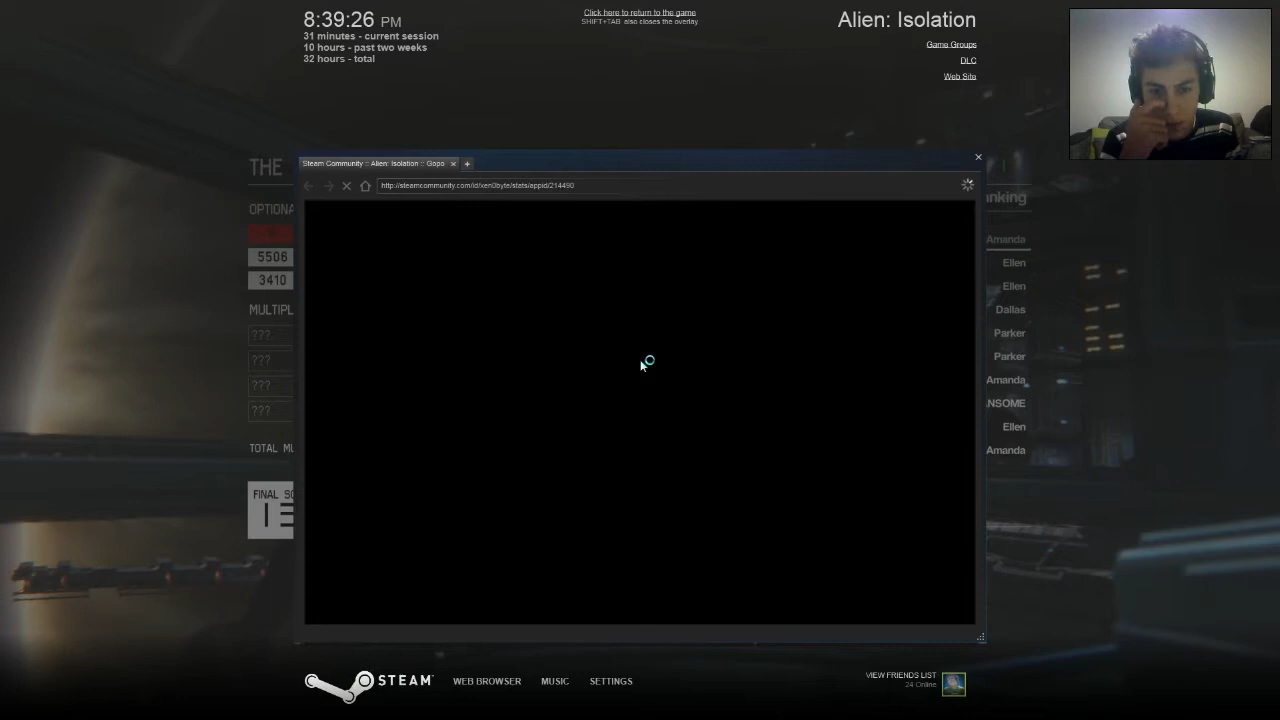 8:39:26 PM
31 minutes - current session
10 hours - past two weeks
32 hours - total
Click here to return to the game
SHIFT+TAB also closes the overlay
Alien: Isolation
Game Groups
DLC
Web Site
Steam Community :: Alien: Isolation :: Gopo
http://steamcommunity.com/id/xen0byte/stats/appid/214490
THE
OPTIONA
5506
3410
MULTIPL
???
???
???
???
TOTAL MU
FINAL SC
anking
Amanda
Ellen
Ellen
Dallas
Parker
Parker
Amanda
NSOME
Ellen
Amanda
STEAM
WEB BROWSER
MUSIC
SETTINGS
VIEW FRIENDS LIST
24 Online